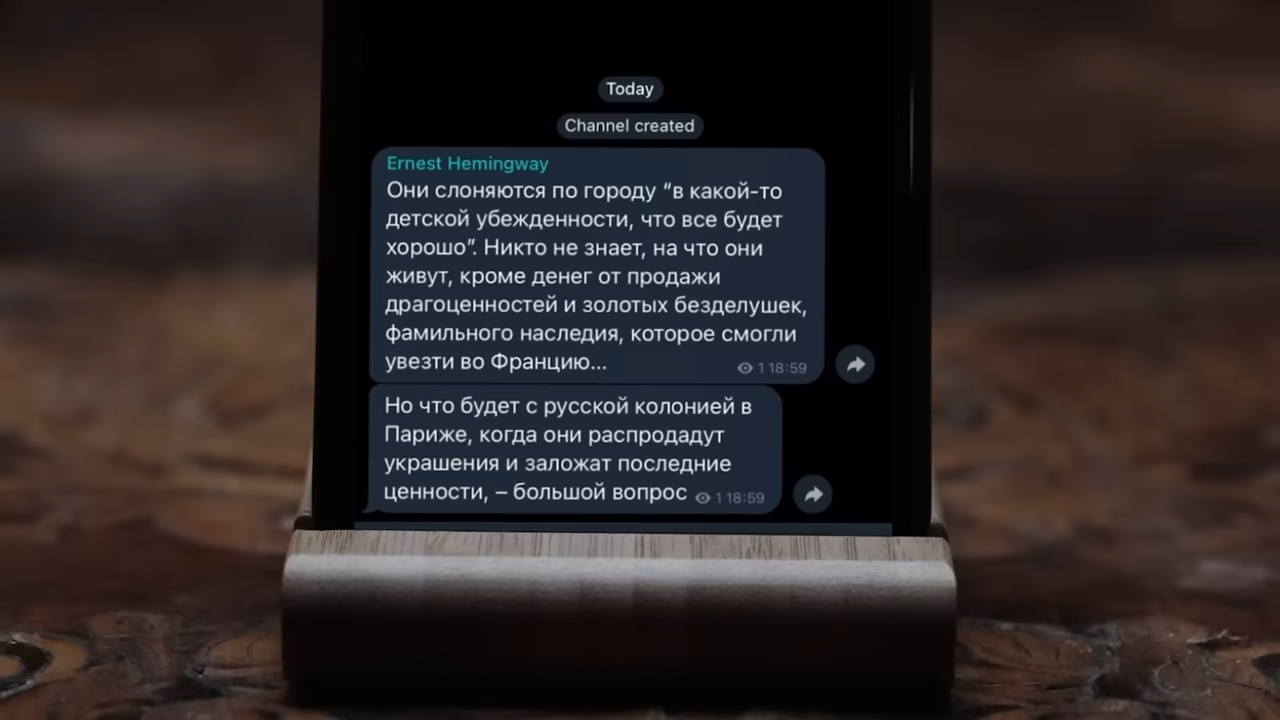 Today
Channel created
Ernest Hemingway
Они слоняются по городу “в какой-то
детской убежденности, что все будет
хорошо”. Никто не знает, на что они
живут, кроме денег от продажи
драгоценностей и золотых безделушек,
фамильного наследия, которое смогли
увезти во Францию...
1 18:59
Но что будет с русской колонией в
Париже, когда они распродадут
украшения и заложат последние
ценности, – большой вопрос
1 18:59